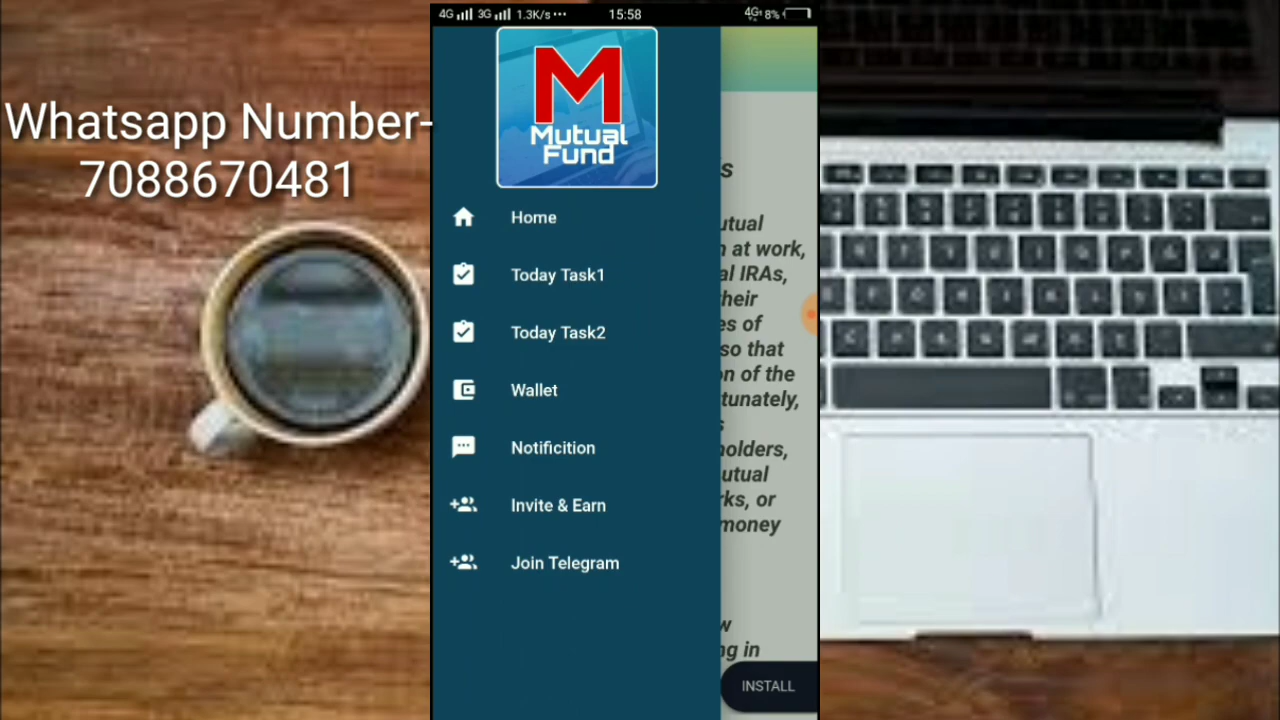 Whatsapp Number-
7088670481
4G 3G 1.3K/s ••• 15:58 4G 8%
M
Mutual
Fund
Home
Today Task1
Today Task2
Wallet
Notificition
Invite & Earn
Join Telegram
s
utual
at work,
al IRAs,
their
es of
so that
on of the
tunately,
s
holders,
utual
rks, or
money
w
ng in
INSTALL